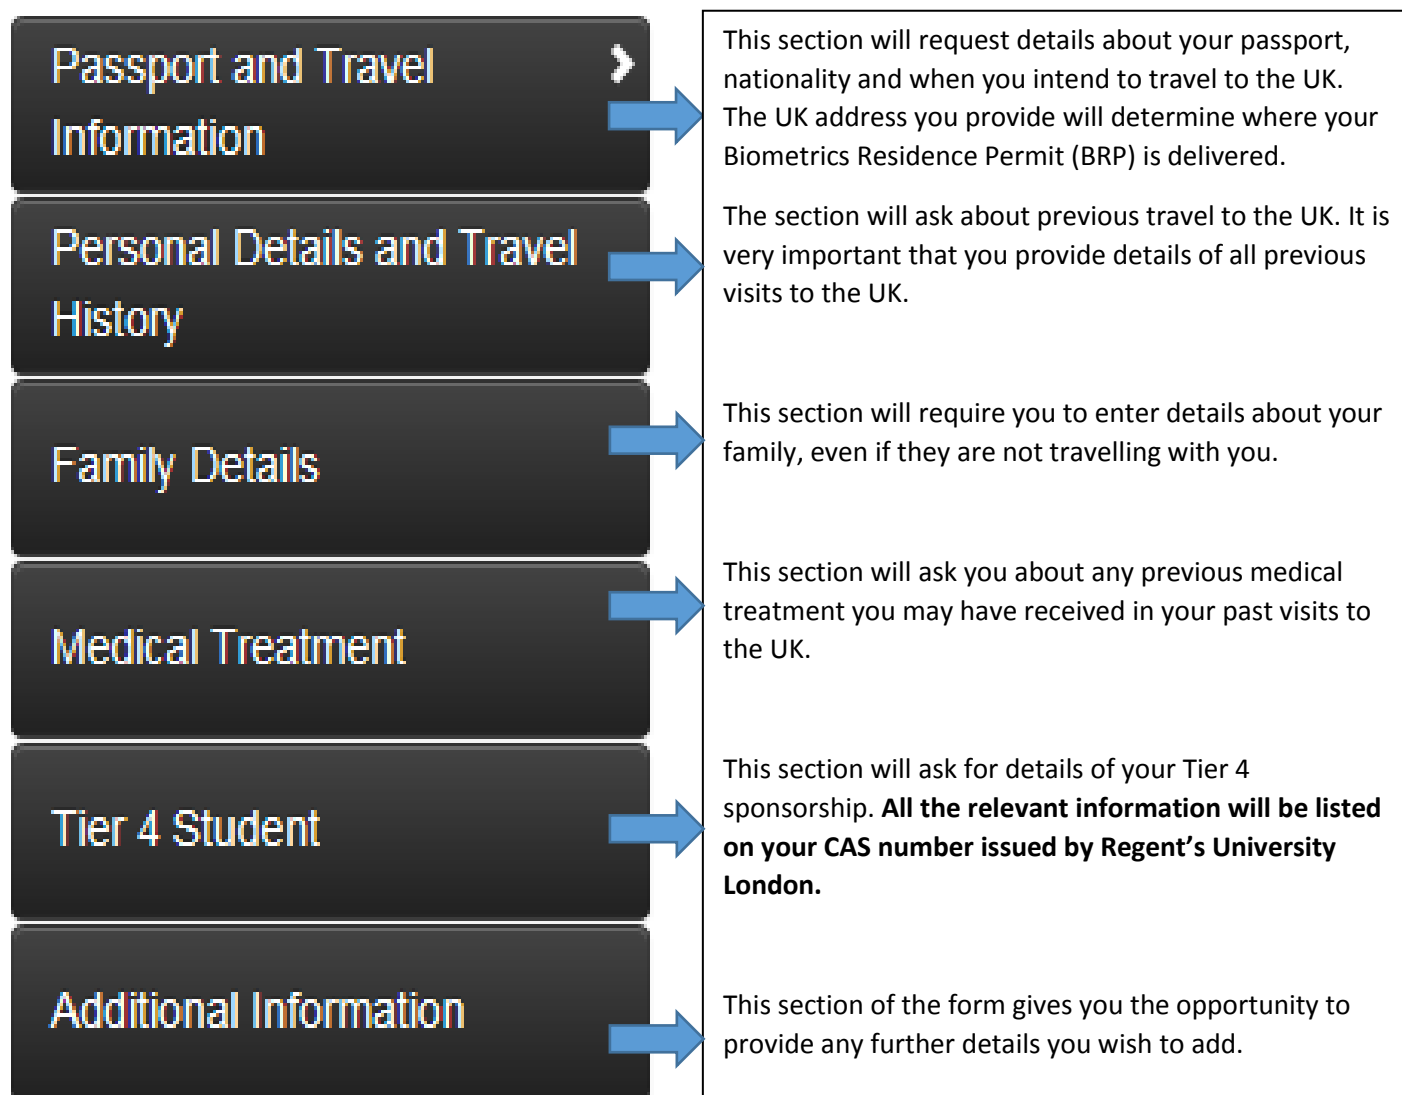 Passport and Travel
Information
This section will request details about your passport,
nationality and when you intend to travel to the UK.
The UK address you provide will determine where your
Biometrics Residence Permit (BRP) is delivered.
Personal Details and Travel
History
The section will ask about previous travel to the UK. It is
very important that you provide details of all previous
visits to the UK.
Family Details
This section will require you to enter details about your
family, even if they are not travelling with you.
Medical Treatment
This section will ask you about any previous medical
treatment you may have received in your past visits to
the UK.
Tier 4 Student
This section will ask for details of your Tier 4
sponsorship. All the relevant information will be listed
on your CAS number issued by Regent’s University
London.
Additional Information
This section of the form gives you the opportunity to
provide any further details you wish to add.